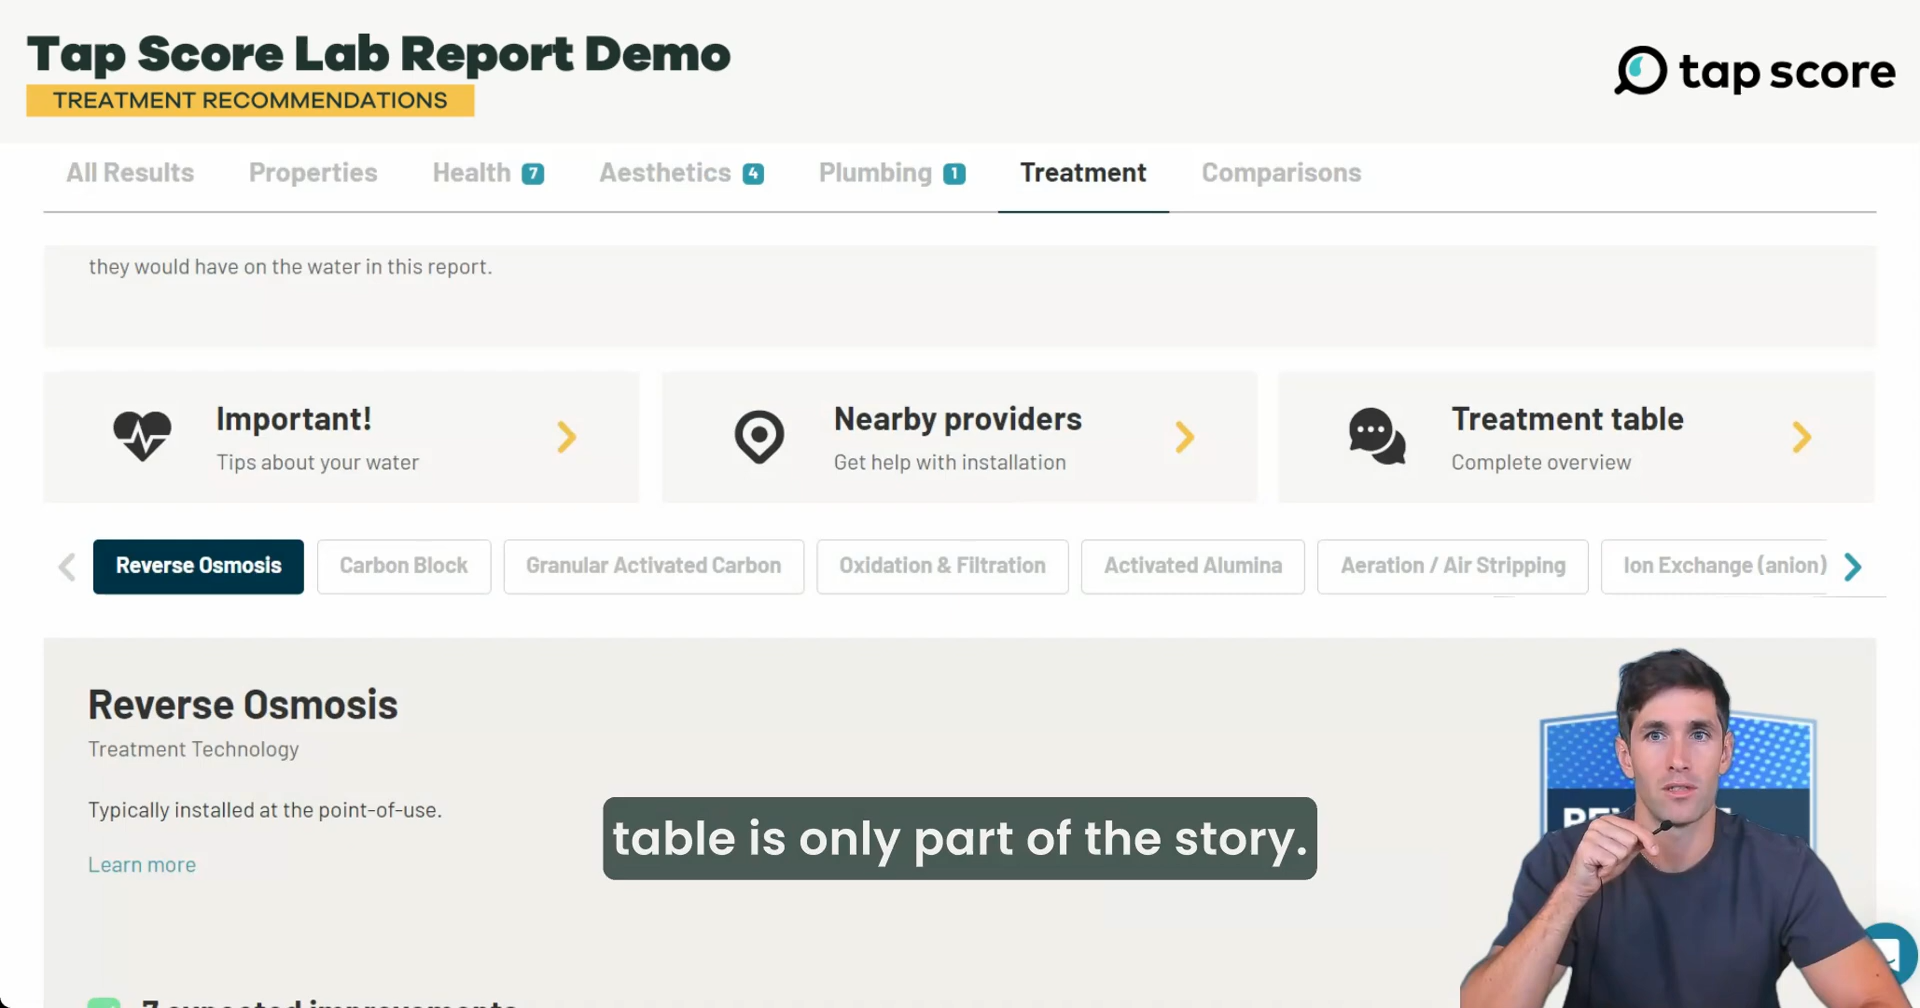 Tap Score Lab Report Demo
TREATMENT RECOMMENDATIONS
tap score
All Results Properties Health 7 Aesthetics 4 Plumbing 1 Treatment Comparisons
they would have on the water in this report.
Important!
Tips about your water
Nearby providers
Get help with installation
Treatment table
Complete overview
Reverse Osmosis Carbon Block Granular Activated Carbon Oxidation & Filtration Activated Alumina Aeration / Air Stripping Ion Exchange (anion)
Reverse Osmosis
Treatment Technology
Typically installed at the point-of-use.
Learn more
table is only part of the story.
7 expected improvements